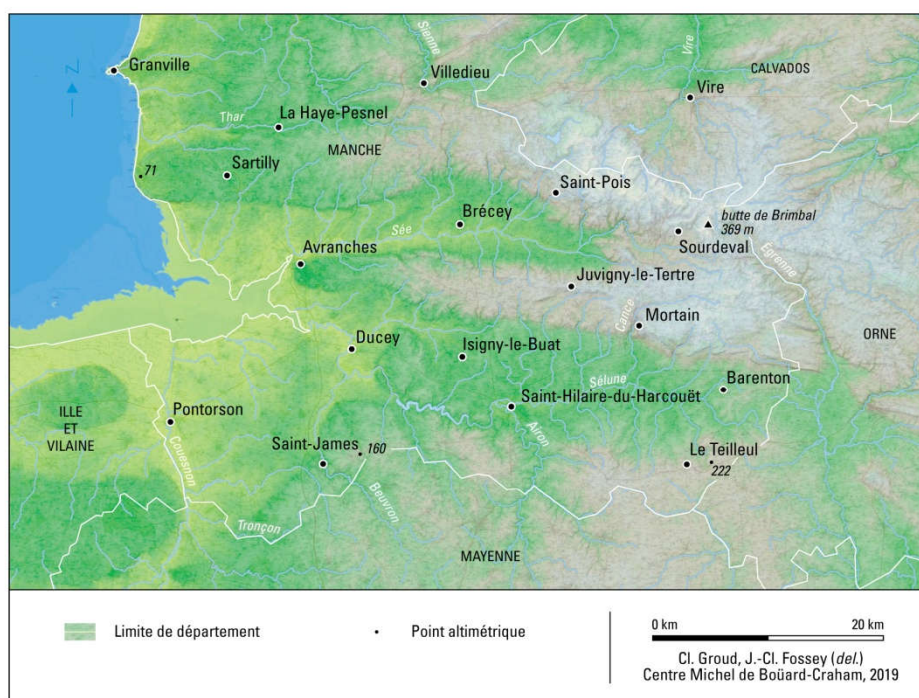 Granville
N
Sienne
Villedieu
Vire
CALVADOS
Vire
La Haye-Pesnel
Thar
MANCHE
71
Sartilly
Saint-Pois
Brécey
butte de Brimbal
369 m
Sée
Sourdeval
Avranches
Egrenne
Juvigny-le-Tertre
Cance
Mortain
Ducey
Isigny-le-Buat
ORNE
Sélune
Barenton
Saint-Hilaire-du-Harcouët
ILLE
ET
VILAINE
Pontorson
Airon
Couesnon
Saint-James
160
Le Teilleul
222
Beuvron
Tronçon
MAYENNE
Limite de département
Point altimétrique
0 km 20 km
Cl. Groud, J.-Cl. Fossey (del.)
Centre Michel de Boüard-Craham, 2019